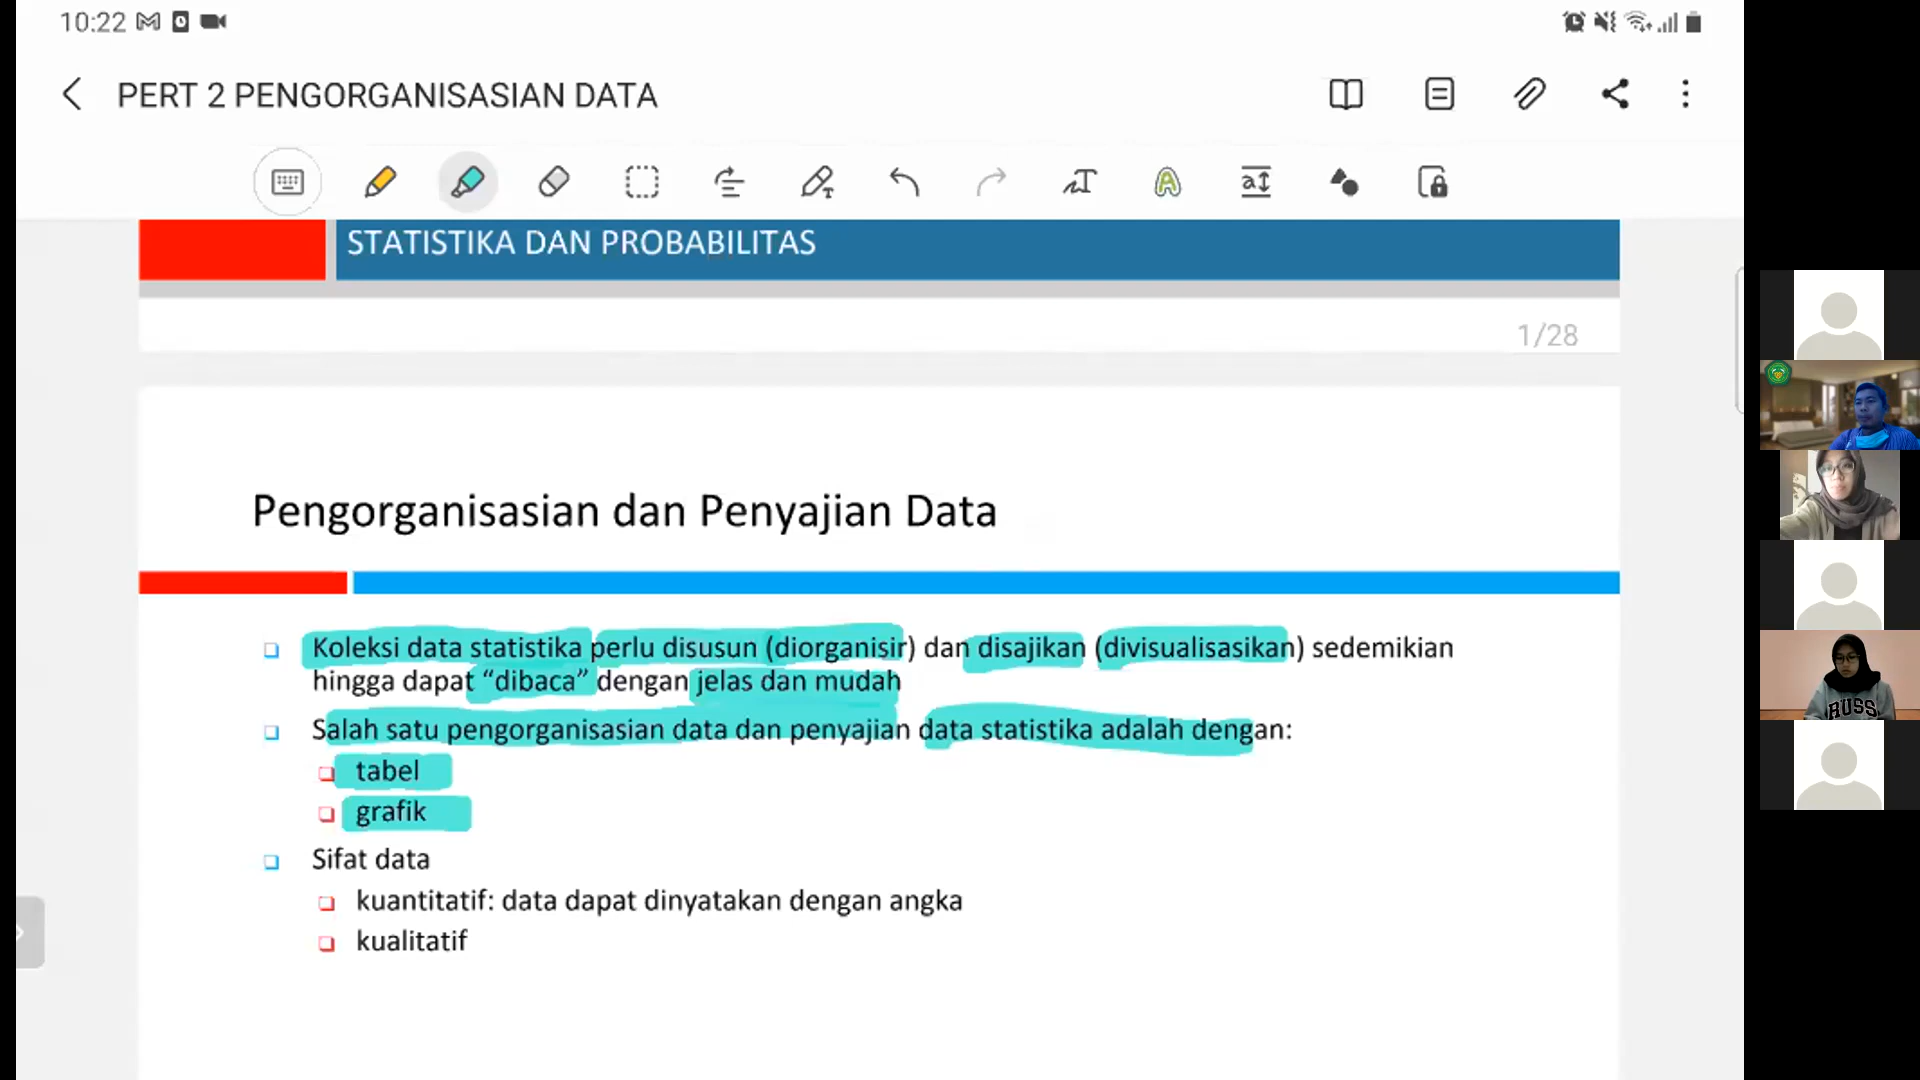 10:22
PERT 2 PENGORGANISASIAN DATA
STATISTIKA DAN PROBABILITAS
1/28
Pengorganisasian dan Penyajian Data
Koleksi data statistika perlu disusun (diorganisir) dan disajikan (divisualisasikan) sedemikian
hingga dapat “dibaca” dengan jelas dan mudah
Salah satu pengorganisasian data dan penyajian data statistika adalah dengan:
tabel
grafik
Sifat data
kuantitatif: data dapat dinyatakan dengan angka
kualitatif
RUSS